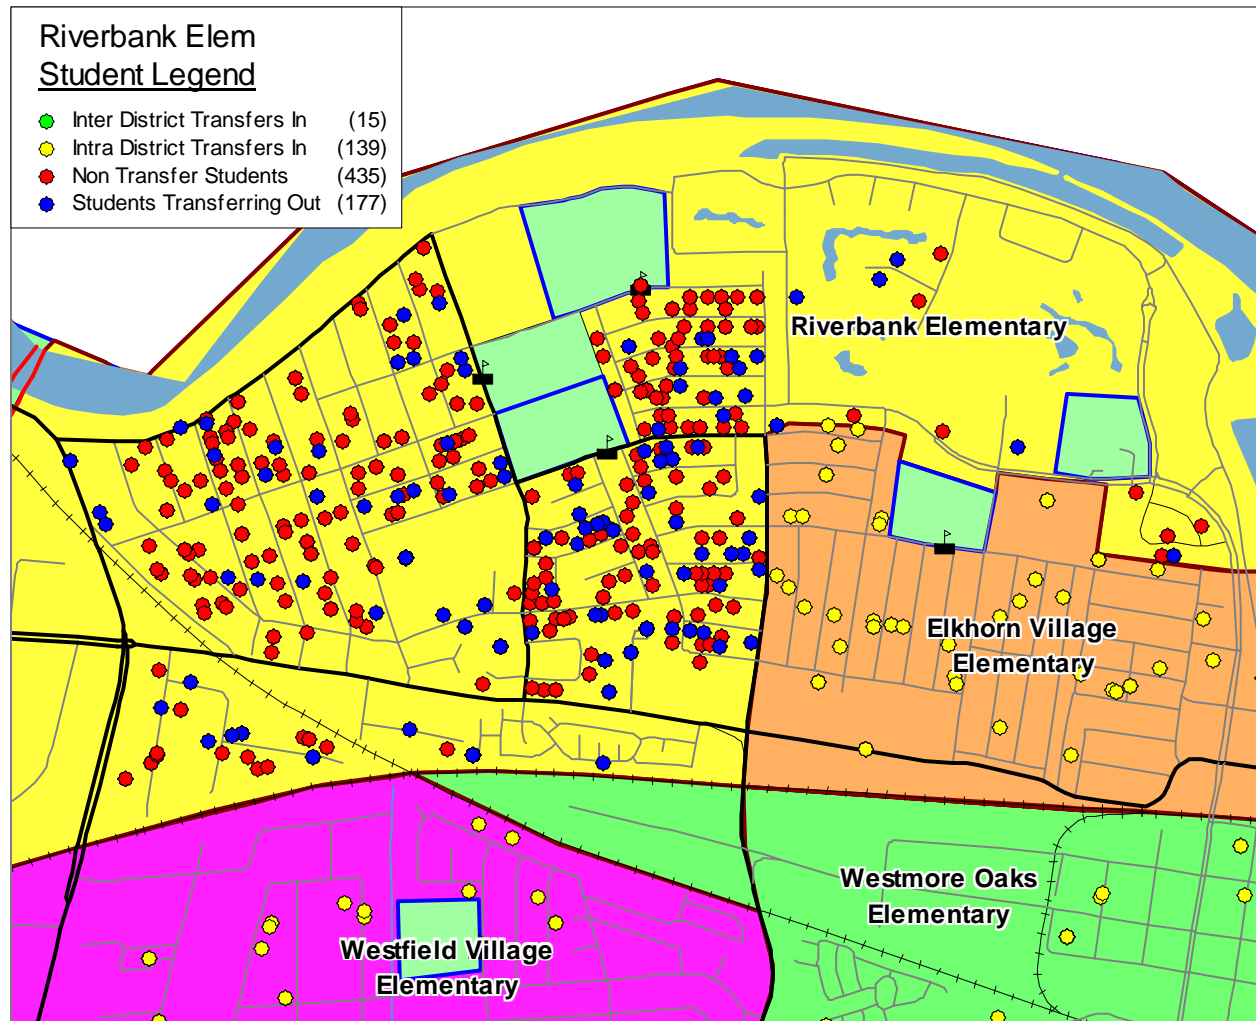 Riverbank Elem
Student Legend
Inter District Transfers In (15)
Intra District Transfers In (139)
Non Transfer Students (435)
Students Transferring Out (177)
Riverbank Elementary
Elkhorn Village
Elementary
Westmore Oaks
Elementary
Westfield Village
Elementary